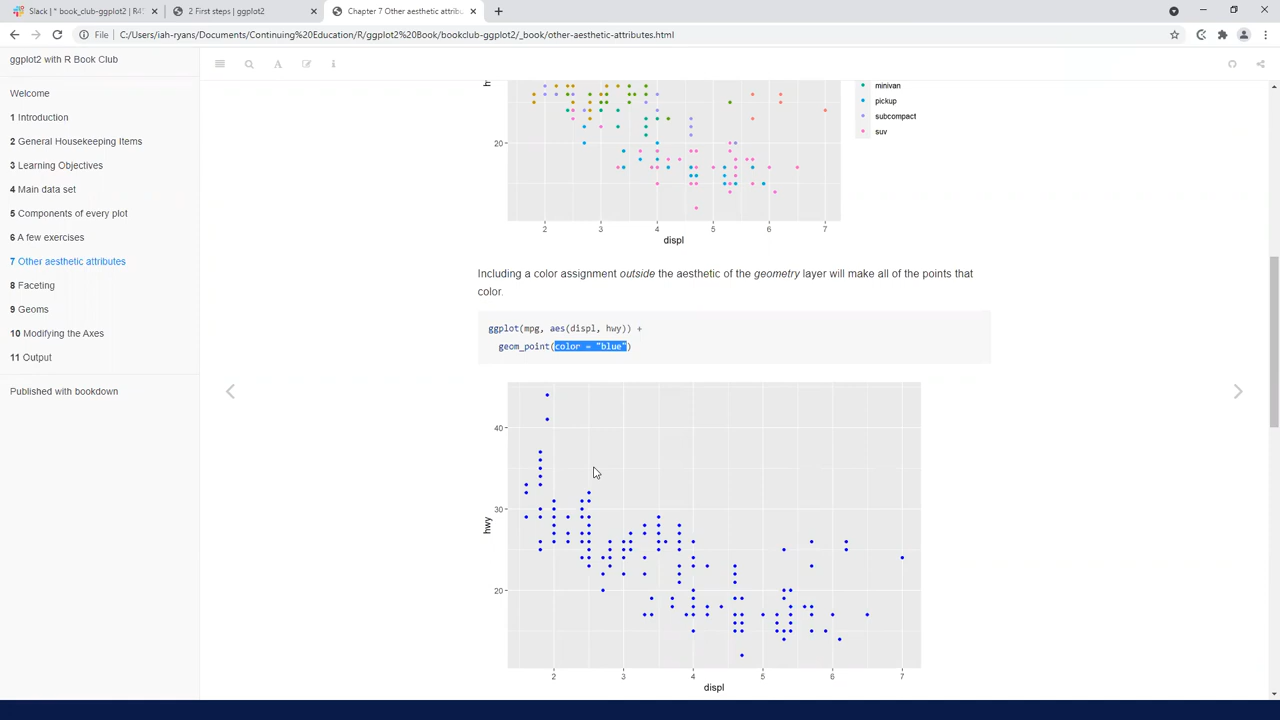 Slack | * book_club-ggplot2 | R4
2 First steps | ggplot2
Chapter 7 Other aesthetic attribu
File
C:/Users/iah-ryans/Documents/Continuing%20Education/R/ggplot2%20Book/bookclub-ggplot2/_book/other-aesthetic-attributes.html
ggplot2 with R Book Club
Welcome
1 Introduction
2 General Housekeeping Items
3 Learning Objectives
4 Main data set
5 Components of every plot
6 A few exercises
7 Other aesthetic attributes
8 Faceting
9 Geoms
10 Modifying the Axes
11 Output
Published with bookdown
minivan
pickup
subcompact
suv
20
2 3 4 5 6 7
displ
Including a color assignment outside the aesthetic of the geometry layer will make all of the points that
color.
ggplot(mpg, aes(displ, hwy)) +
geom_point(color = "blue")
40
30
20
hwy
2 3 4 5 6 7
displ